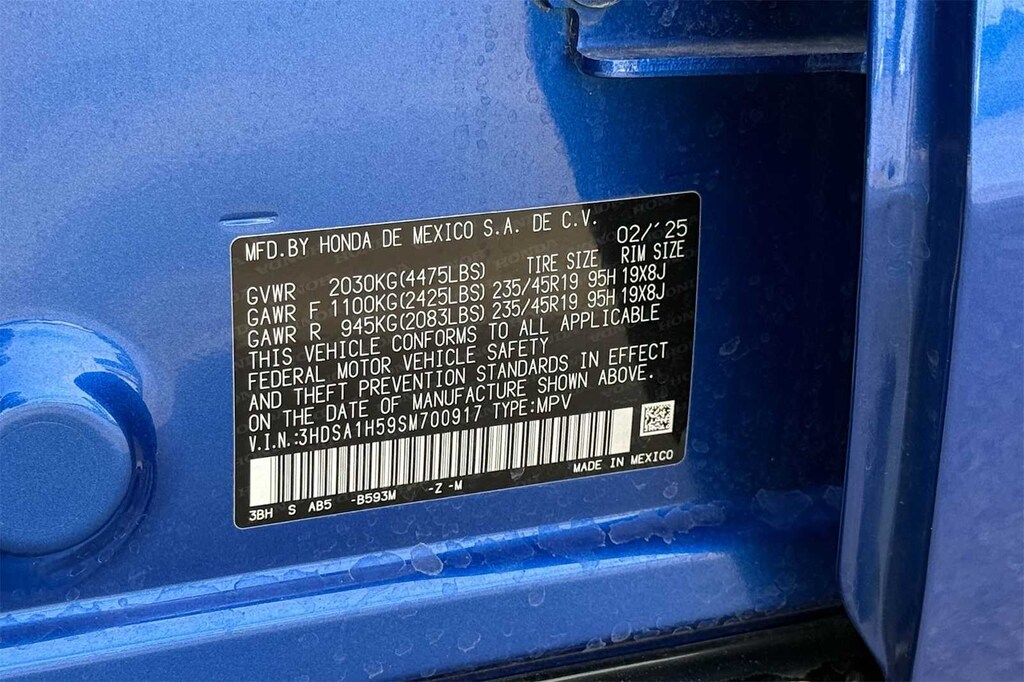 MFD.BY HONDA DE MEXICO S.A. DE C.V. 02/'25
TIRE SIZE RIM SIZE
GVWR 2030KG(4475LBS)
GAWR F 1100KG(2425LBS) 235/45R19 95H 19X8J
GAWR R 945KG(2083LBS) 235/45R19 95H 19X8J
THIS VEHICLE CONFORMS TO ALL APPLICABLE
FEDERAL MOTOR VEHICLE SAFETY
AND THEFT PREVENTION STANDARDS IN EFFECT
ON THE DATE OF MANUFACTURE SHOWN ABOVE.
V.I.N.:3HDSA1H59SM700917 TYPE:MPV
MADE IN MEXICO
3BH S AB5 -B593M -Z -M